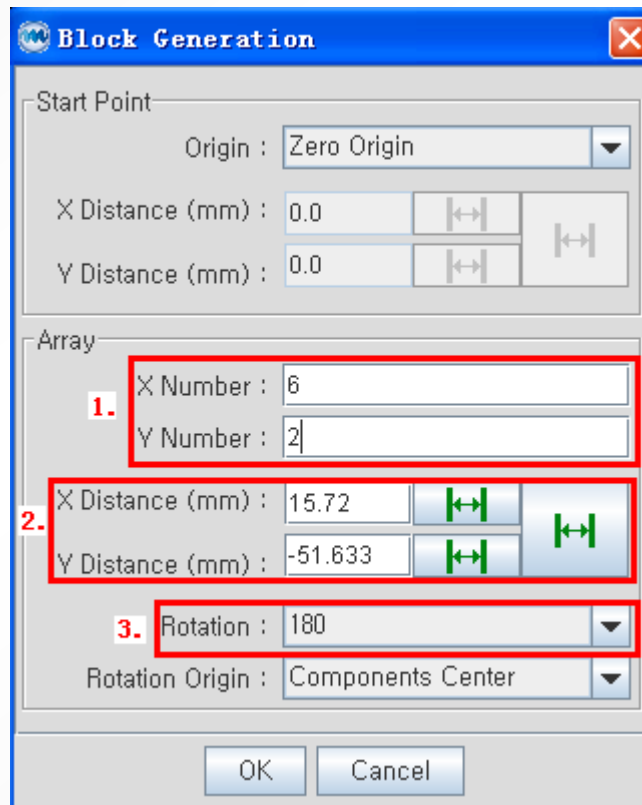 Block Generation
Start Point
Origin : Zero Origin
X Distance (mm) : 0.0
Y Distance (mm) : 0.0
Array
1.
X Number : 6
Y Number : 2
2.
X Distance (mm) : 15.72
Y Distance (mm) : -51.633
3. Rotation : 180
Rotation Origin : Components Center
OK Cancel